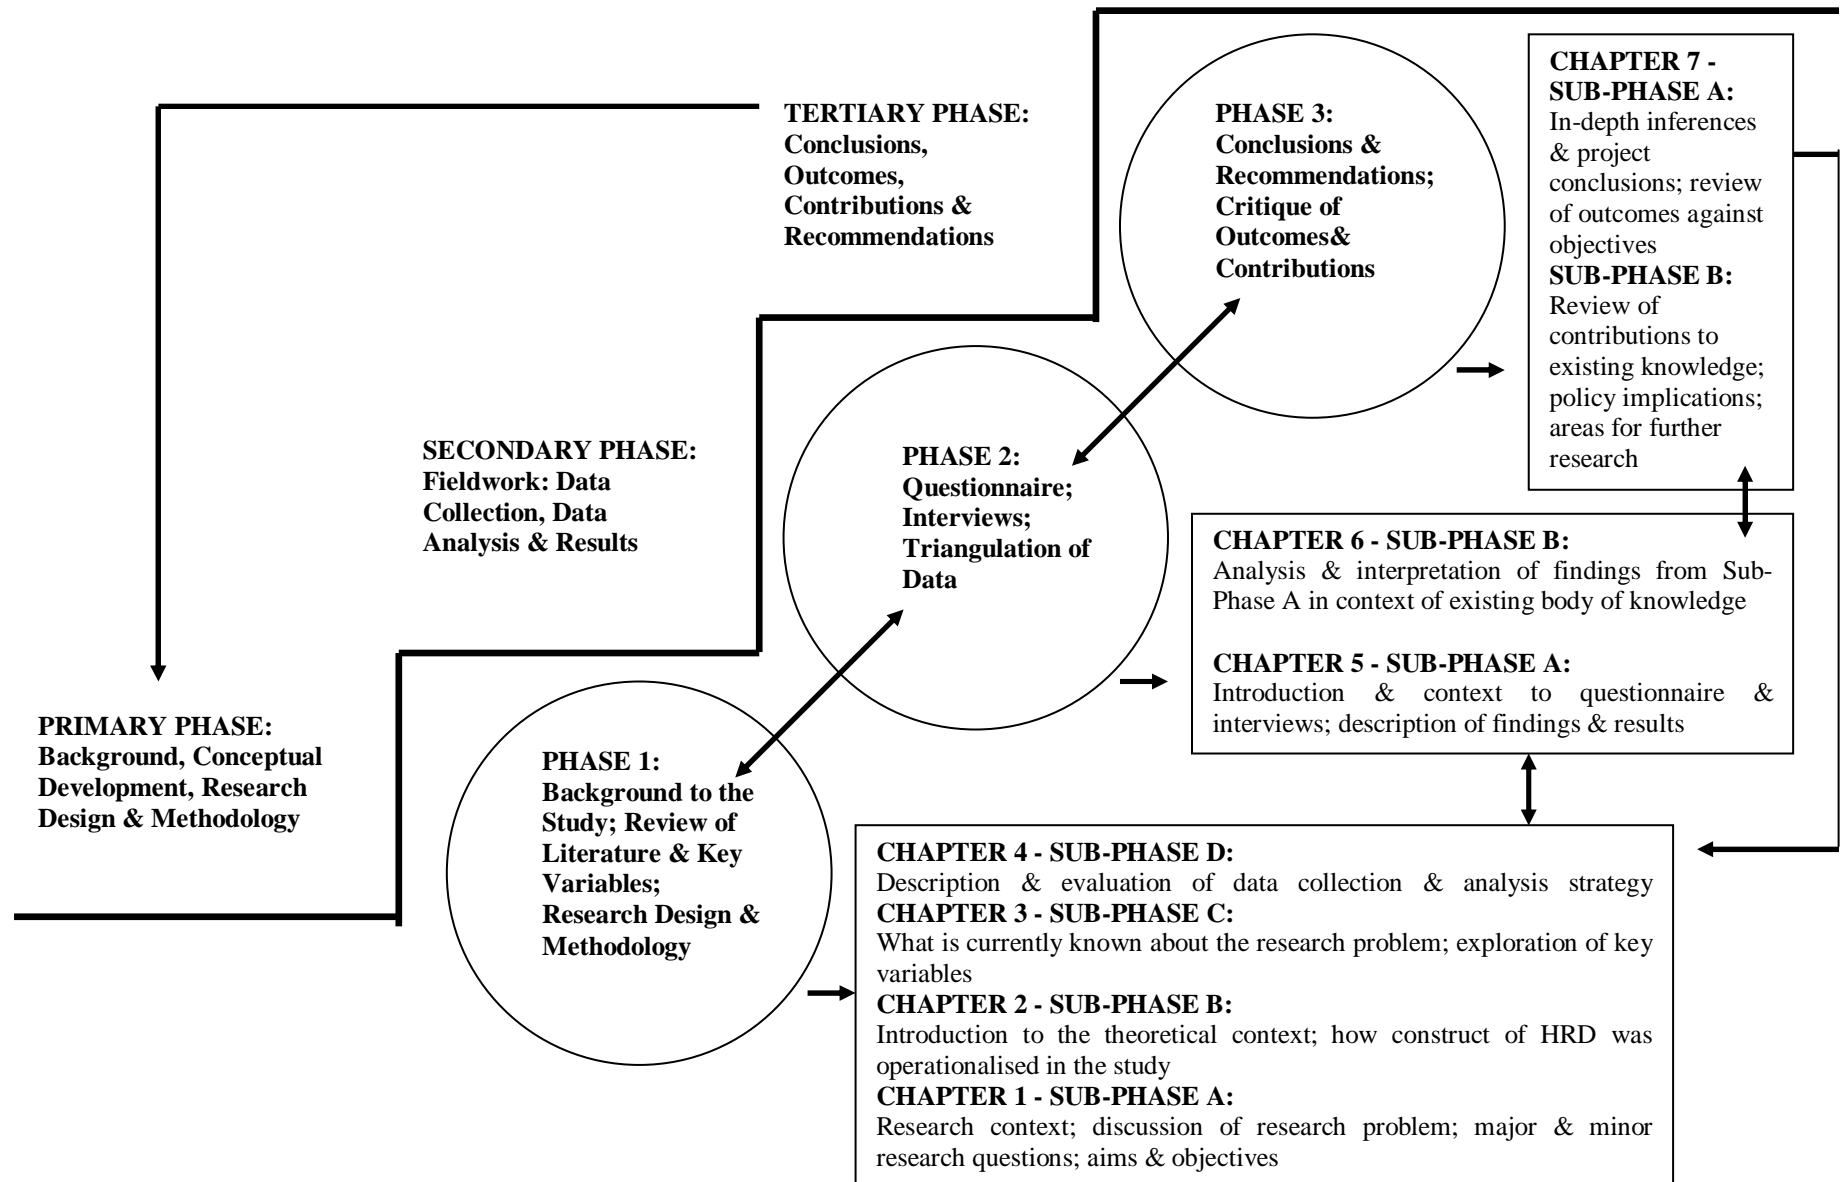 TERTIARY PHASE:
Conclusions,
Outcomes,
Contributions &
Recommendations
PHASE 3:
Conclusions &
Recommendations;
Critique of
Outcomes&
Contributions
CHAPTER 7 -
SUB-PHASE A:
In-depth inferences
& project
conclusions; review
of outcomes against
objectives
SUB-PHASE B:
Review of
contributions to
existing knowledge;
policy implications;
areas for further
research
SECONDARY PHASE:
Fieldwork: Data
Collection, Data
Analysis & Results
PHASE 2:
Questionnaire;
Interviews;
Triangulation of
Data
CHAPTER 6 - SUB-PHASE B:
Analysis & interpretation of findings from Sub-
Phase A in context of existing body of knowledge
CHAPTER 5 - SUB-PHASE A:
Introduction & context to questionnaire &
interviews; description of findings & results
PRIMARY PHASE:
Background, Conceptual
Development, Research
Design & Methodology
PHASE 1:
Background to the
Study; Review of
Literature & Key
Variables;
Research Design &
Methodology
CHAPTER 4 - SUB-PHASE D:
Description & evaluation of data collection & analysis strategy
CHAPTER 3 - SUB-PHASE C:
What is currently known about the research problem; exploration of key
variables
CHAPTER 2 - SUB-PHASE B:
Introduction to the theoretical context; how construct of HRD was
operationalised in the study
CHAPTER 1 - SUB-PHASE A:
Research context; discussion of research problem; major & minor
research questions; aims & objectives